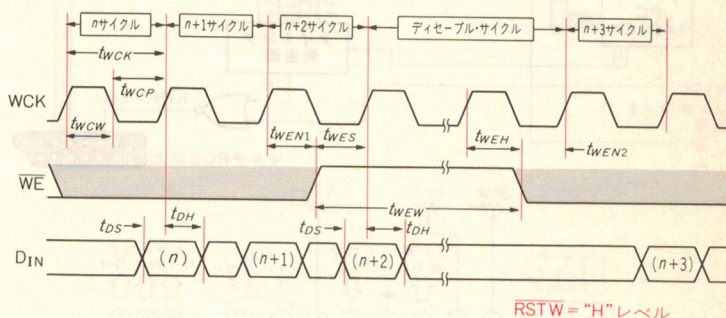 nサイクル n+1サイクル n+2サイクル ディセーブル・サイクル n+3サイクル
tWCK
tWCP
WCK
tWCW tWEN1 tWES tWEH tWEN2
WE
tWEW
tDS tDH tDS tDH
DIN (n) (n+1) (n+2) (n+3)
RSTW="H"レベル